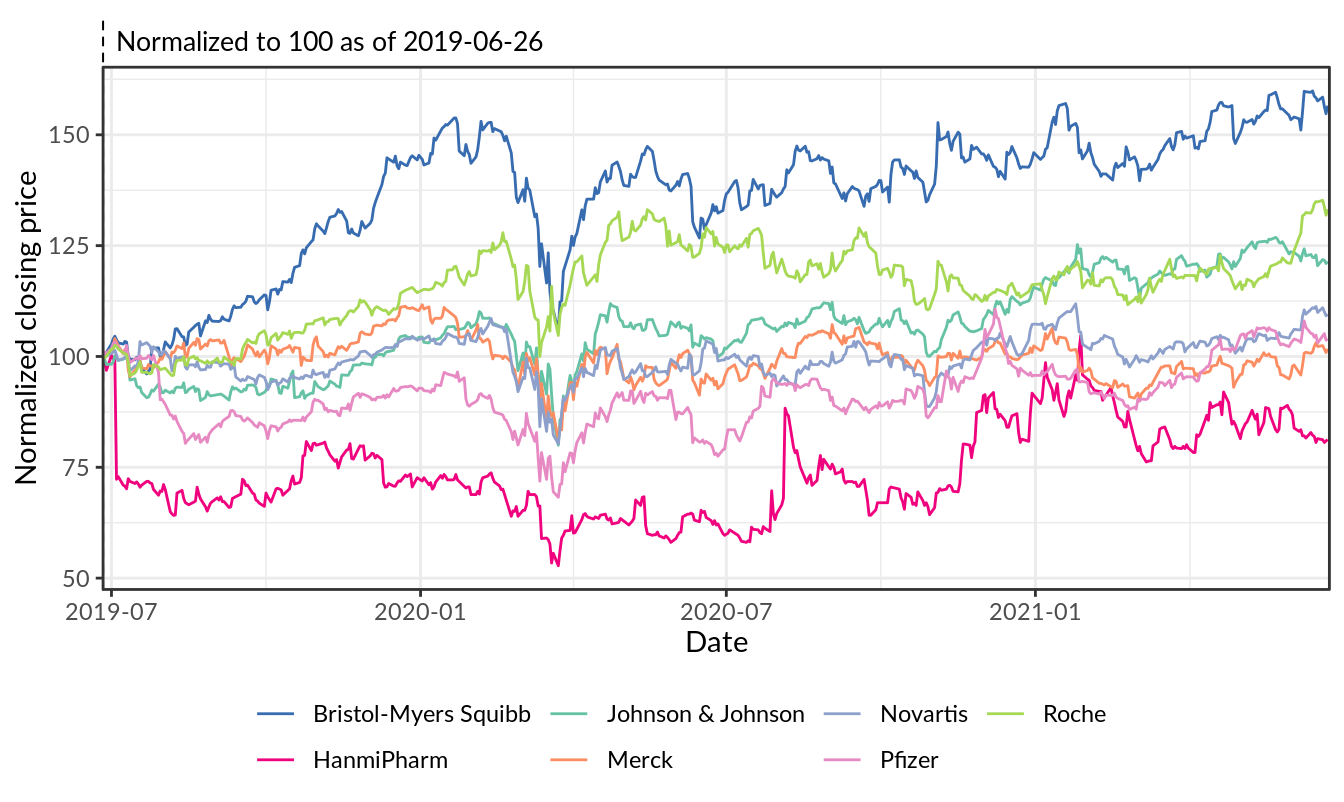 Normalized to 100 as of 2019-06-26
Normalized closing price
150
125
100
75
50
2019-07 2020-01 2020-07 2021-01
Date
Bristol-Myers Squibb Johnson & Johnson Novartis Roche
HanmiPharm Merck Pfizer